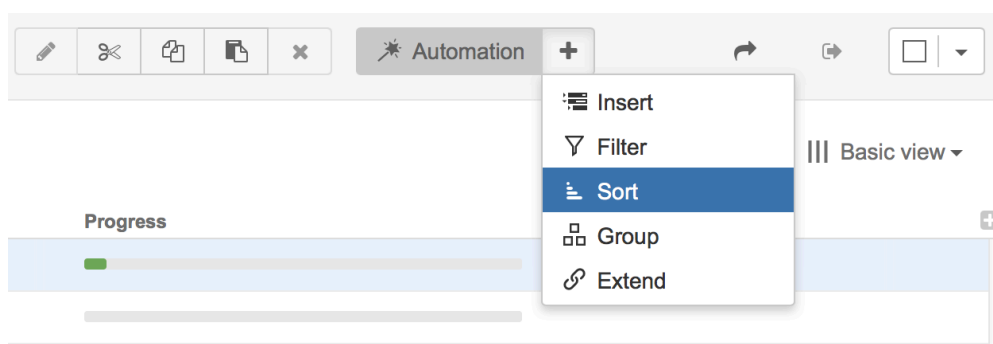 Automation
Insert
Filter
Basic view
Sort
Progress
Group
Extend